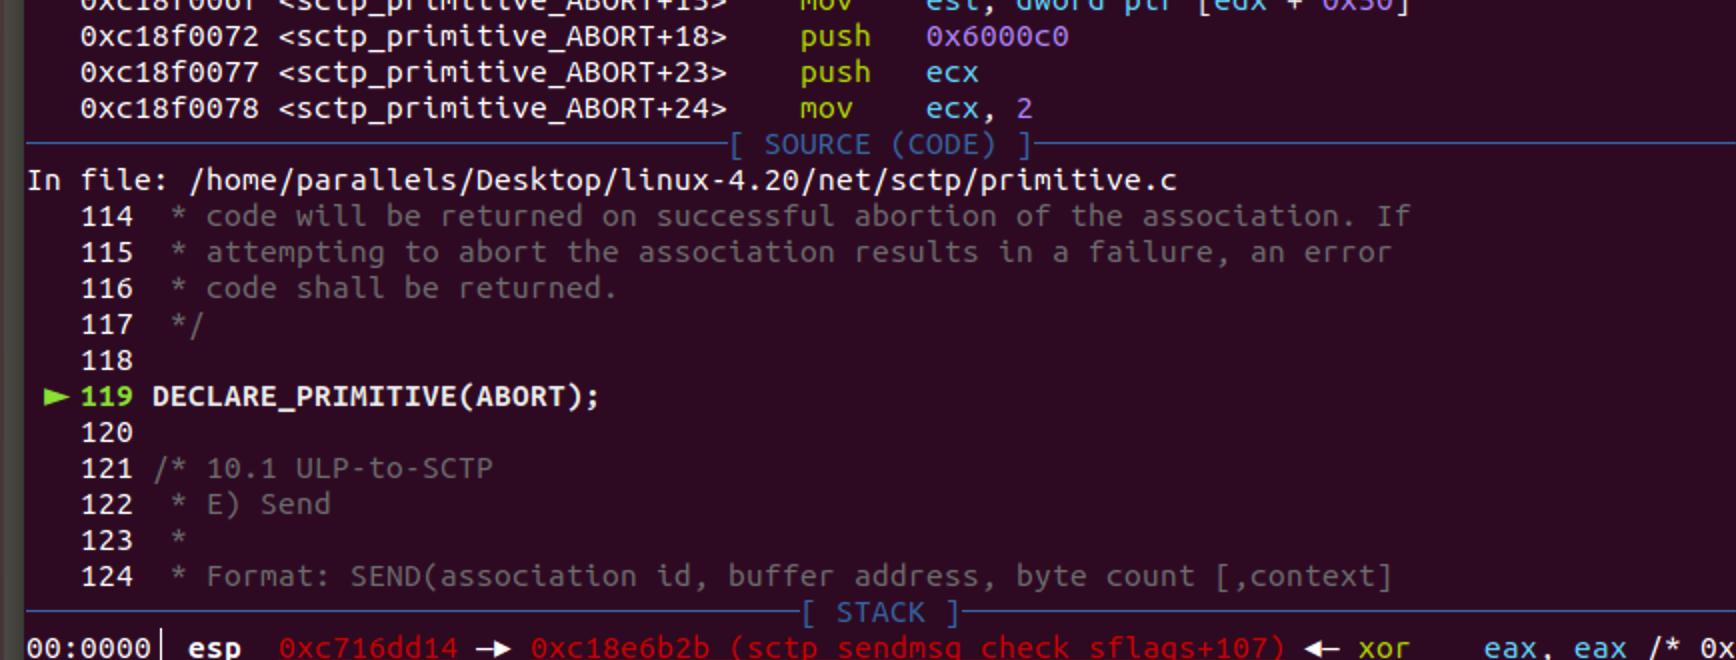 0xc18f006f <sctp_primitive_ABORT+15> mov esi, dword ptr [edx + 0x30]
0xc18f0072 <sctp_primitive_ABORT+18> push 0x6000c0
0xc18f0077 <sctp_primitive_ABORT+23> push ecx
0xc18f0078 <sctp_primitive_ABORT+24> mov ecx, 2
[ SOURCE (CODE) ]
In file: /home/parallels/Desktop/linux-4.20/net/sctp/primitive.c
114 * code will be returned on successful abortion of the association. If
115 * attempting to abort the association results in a failure, an error
116 * code shall be returned.
117 */
118
► 119 DECLARE_PRIMITIVE(ABORT);
120
121 /* 10.1 ULP-to-SCTP
122 * E) Send
123 *
124 * Format: SEND(association id, buffer address, byte count [,context]
[ STACK ]
00:0000│ esp 0xc716dd14 —▸ 0xc18e6b2b (sctp_sendmsg_check_sflags+107) ◂— xor eax, eax /* 0x